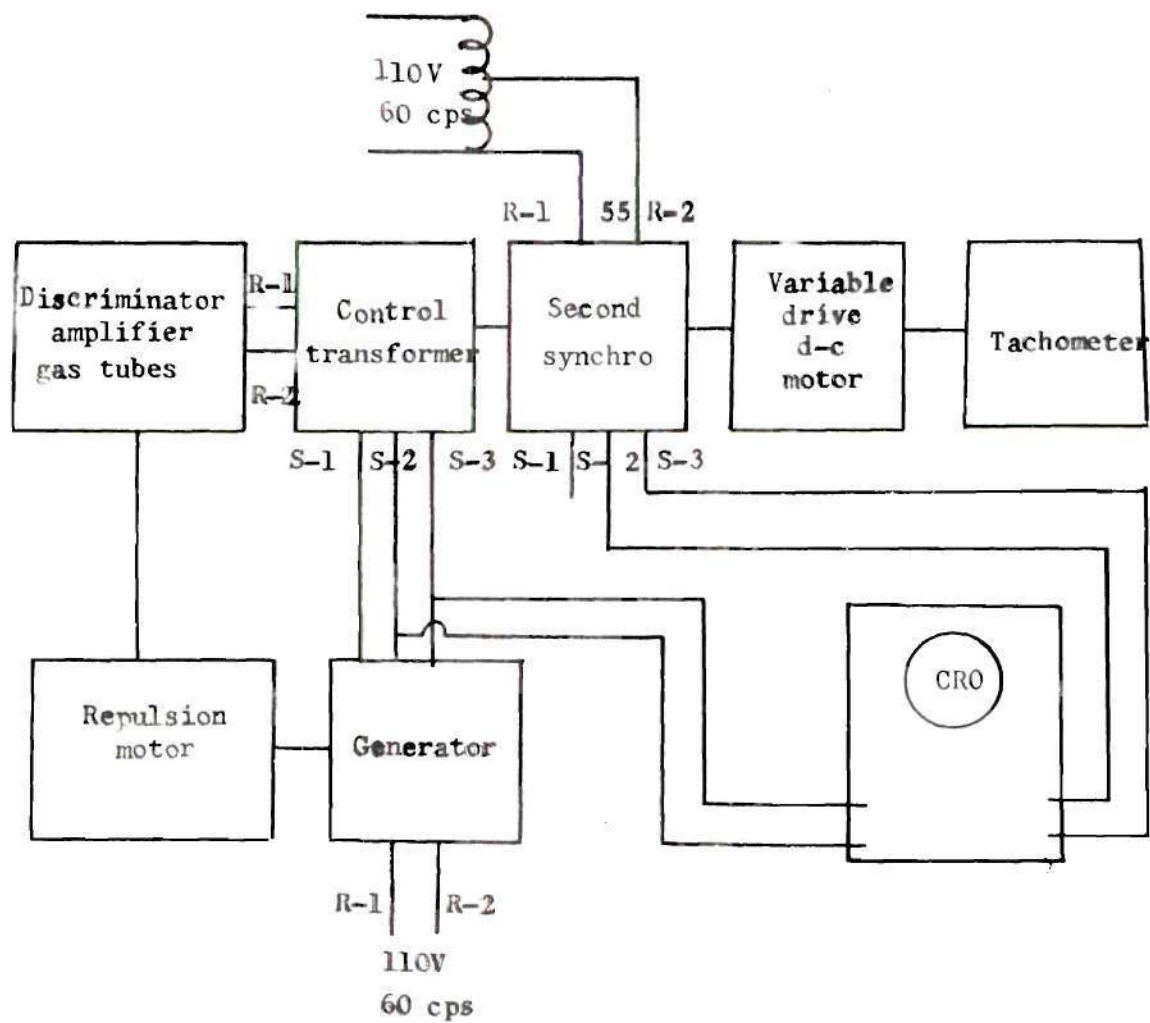 110V
60 cps
R-1 55 R-2
Discriminator
amplifier
gas tubes
R-1
R-2
Control
transformer
Second
synchro
Variable
drive
d-c
motor
Tachometer
S-1 S-2 S-3
S-1 S-2 S-3
Repulsion
motor
Generator
CRO
R-1 R-2
110V
60 cps